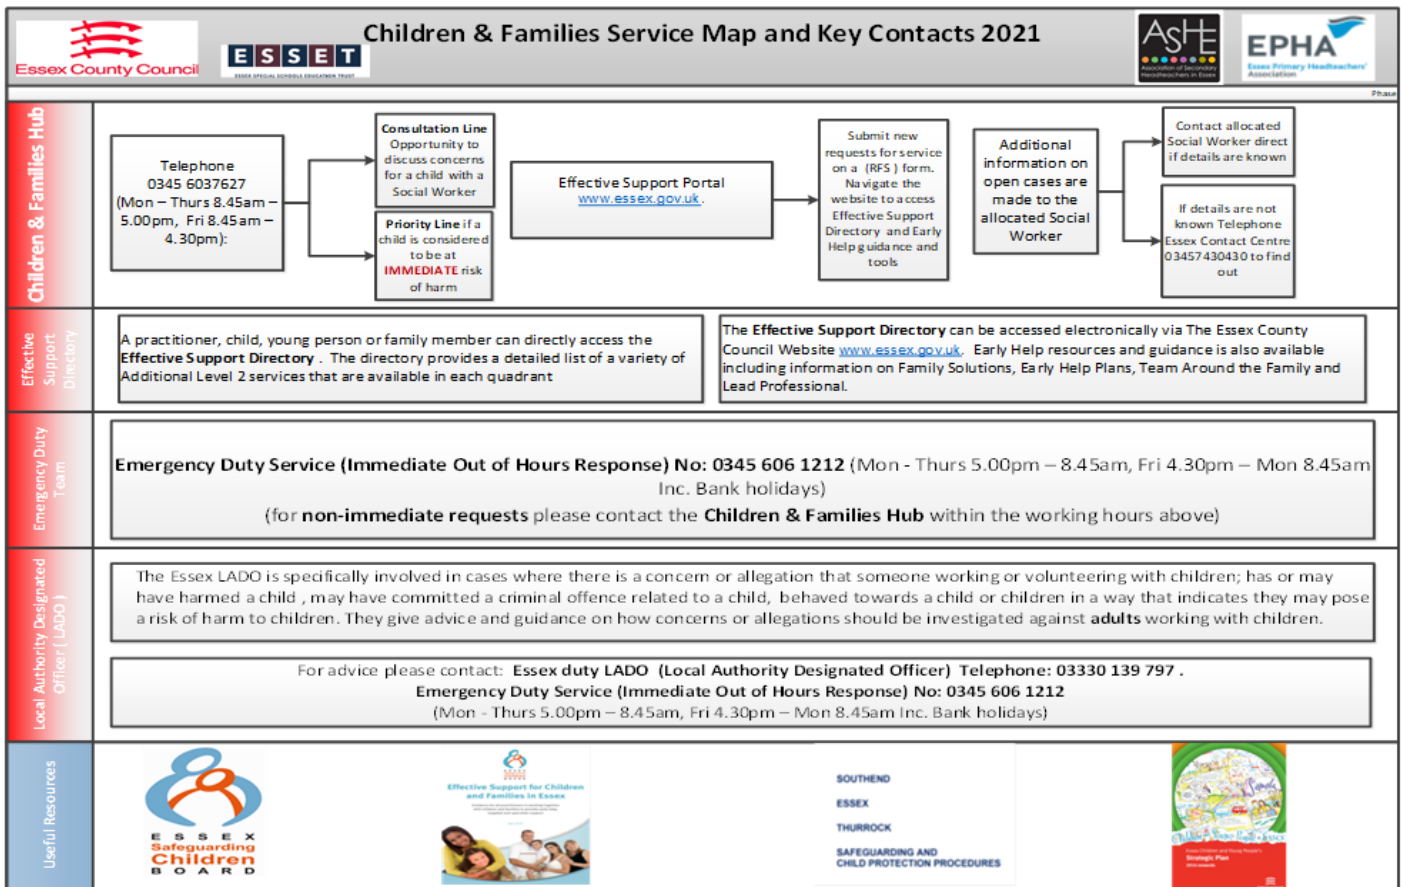 Children & Families Service Map and Key Contacts 2021
Essex County Council
ESSET
ESSEX SPECIAL SCHOOLS EDUCATION TRUST
ASHE
Association of Secondary
Headteachers in Essex
EPHA
Essex Primary Headteachers'
Association
Phase
Children & Families Hub
Telephone
0345 6037627
(Mon – Thurs 8.45am –
5.00pm,  Fri 8.45am –
4.30pm):
Consultation Line
Opportunity to
discuss concerns
for a child with a
Social Worker
Priority Line if a
child is considered
to be at
IMMEDIATE risk
of harm
Effective Support Portal
www.essex.gov.uk .
Submit new
requests for service
on a  (RFS ) form.
Navigate the
website to access
Effective Support
Directory  and Early
Help guidance and
tools
Additional
information on
open cases are
made to the
allocated Social
Worker
Contact allocated
Social Worker direct
if details are known
If details are not
known Telephone
Essex Contact Centre
03457430430 to find
out
Effective
Support
Directory
A practitioner, child, young person or family member can directly access the
Effective Support Directory .  The directory provides a detailed list of a variety of
Additional Level 2 services that are available in each quadrant
The Effective Support Directory can be accessed electronically via The Essex County
Council Website www.essex.gov.uk.  Early Help resources and guidance is also available
including information on Family Solutions, Early Help Plans, Team Around the Family and
Lead Professional.
Emergency Duty
Team
Emergency Duty Service (Immediate Out of Hours Response) No: 0345 606 1212 (Mon - Thurs 5.00pm – 8.45am, Fri 4.30pm – Mon 8.45am
Inc. Bank holidays)
(for non-immediate requests please contact the Children & Families Hub within the working hours above)
Local Authority Designated
Officer ( LADO )
The Essex LADO is specifically involved in cases where there is a concern or allegation that someone working or volunteering with children; has or may
have harmed a child , may have committed a criminal offence related to a child,  behaved towards a child or children in a way that indicates they may pose
a risk of harm to children. They give advice and guidance on how concerns or allegations should be investigated against adults working with children.
For advice please contact:  Essex duty LADO  (Local Authority Designated Officer)  Telephone: 03330 139 797 .
Emergency Duty Service (Immediate Out of Hours Response) No: 0345 606 1212
(Mon - Thurs 5.00pm – 8.45am, Fri 4.30pm – Mon 8.45am Inc. Bank holidays)
Useful Resources
ESSEX
Safeguarding
Children
BOARD
Effective Support for Children
and Families in Essex
SOUTHEND
ESSEX
THURROCK
SAFEGUARDING AND
CHILD PROTECTION PROCEDURES
Essex Children and Young People's
Strategic Plan